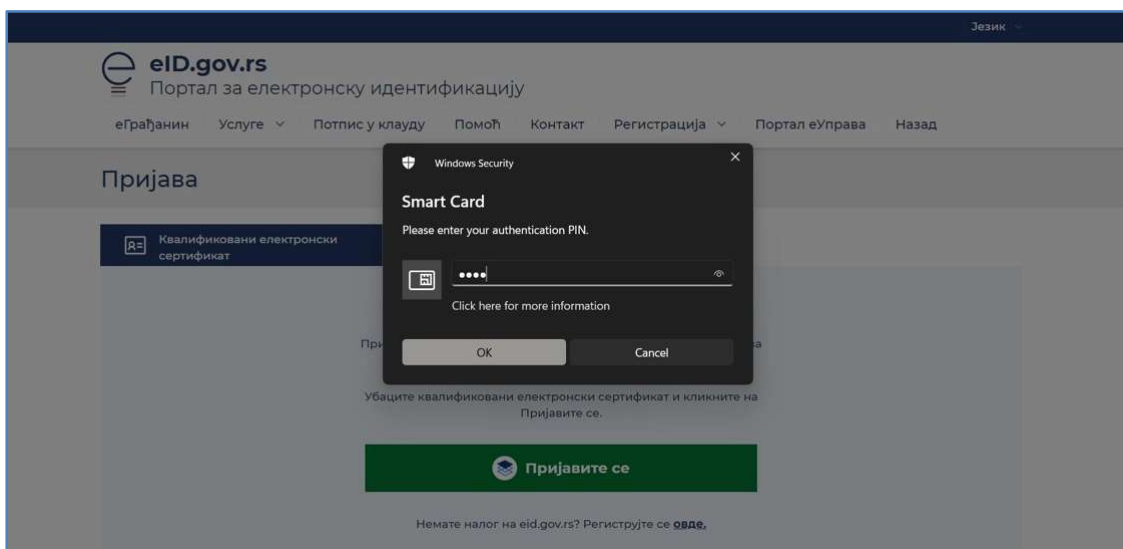 Језик
eID.gov.rs
Портал за електронску идентификацију
еГрађанин Услуге Потпис у клауду Помоћ Контакт Регистрација Портал еУправа Назад
Пријава
Windows Security
Smart Card
Please enter your authentication PIN.
Click here for more information
OK Cancel
Квалификовани електронски
сертификат
Убаците квалификовани електронски сертификат и кликните на
Пријавите се.
Пријавите се
Немате налог на eid.gov.rs? Региструјте се овде.